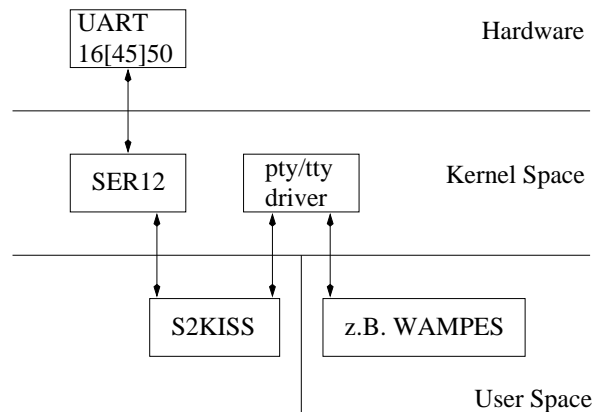 UART
16[45]50
Hardware
SER12
pty/tty
driver
Kernel Space
S2KISS
z.B. WAMPES
User Space